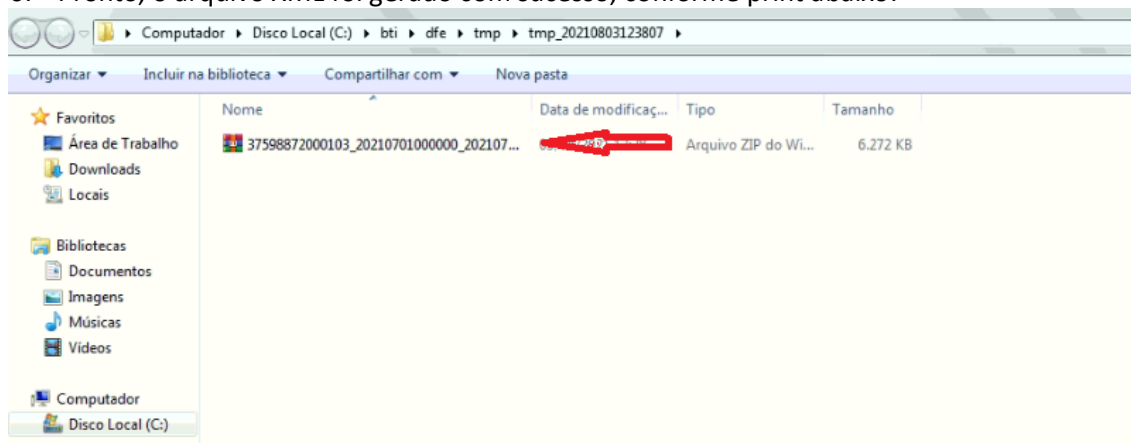 Computador ▸ Disco Local (C:) ▸ bti ▸ dfe ▸ tmp ▸ tmp_20210803123807 ▸
Organizar ▾ Incluir na biblioteca ▾ Compartilhar com ▾ Nova pasta
Nome Data de modificaç... Tipo Tamanho
37598872000103_20210701000000_202107... Arquivo ZIP do Wi... 6.272 KB
Favoritos
Área de Trabalho
Downloads
Locais
Bibliotecas
Documentos
Imagens
Músicas
Vídeos
Computador
Disco Local (C:)